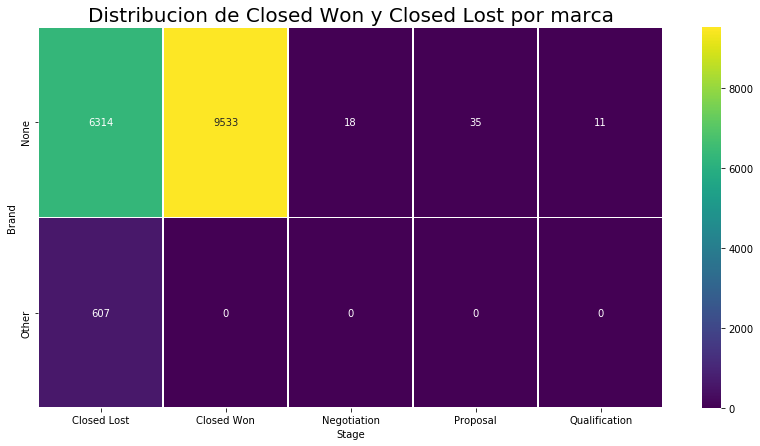 Distribucion de Closed Won y Closed Lost por marca
Brand
None
6314 9533 18 35 11
Other
607 0 0 0 0
Closed Lost Closed Won Negotiation Proposal Qualification
Stage
8000
6000
4000
2000
0